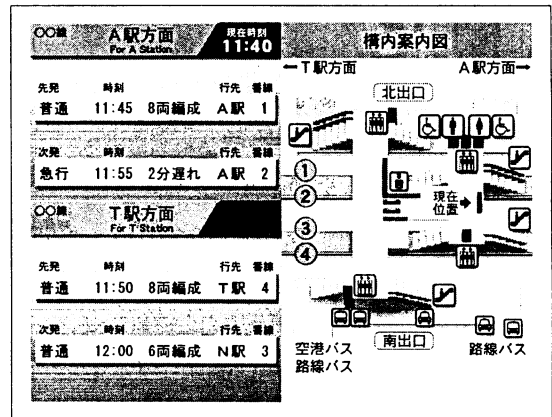 ○○線 A駅方面 現在時刻
For A Station 11:40
先発 時刻 行先 番線
普通 11:45 8両編成 A駅 1
次発 時刻 行先 番線
急行 11:55 2分遅れ A駅 2
○○線 T駅方面
For T Station
先発 時刻 行先 番線
普通 11:50 8両編成 T駅 4
次発 時刻 行先 番線
普通 12:00 6両編成 N駅 3
構内案内図
←T駅方面 A駅方面→
北出口
①
②
現在
位置
③
④
南出口
空港バス
路線バス
路線バス